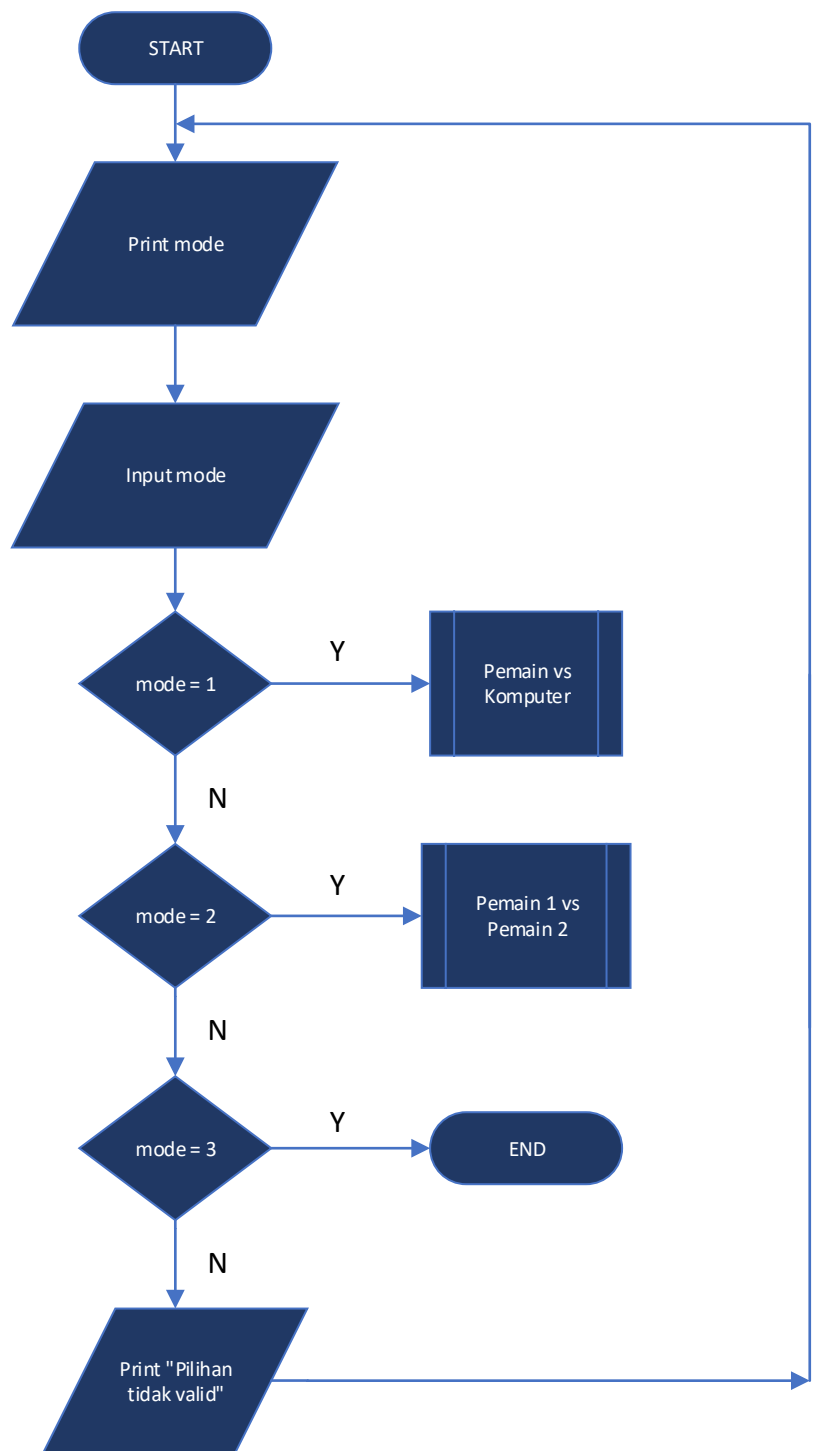 START
Print mode
Input mode
mode = 1
Y
Pemain vs
Komputer
N
mode = 2
Y
Pemain 1 vs
Pemain 2
N
mode = 3
Y
END
N
Print "Pilihan
tidak valid"